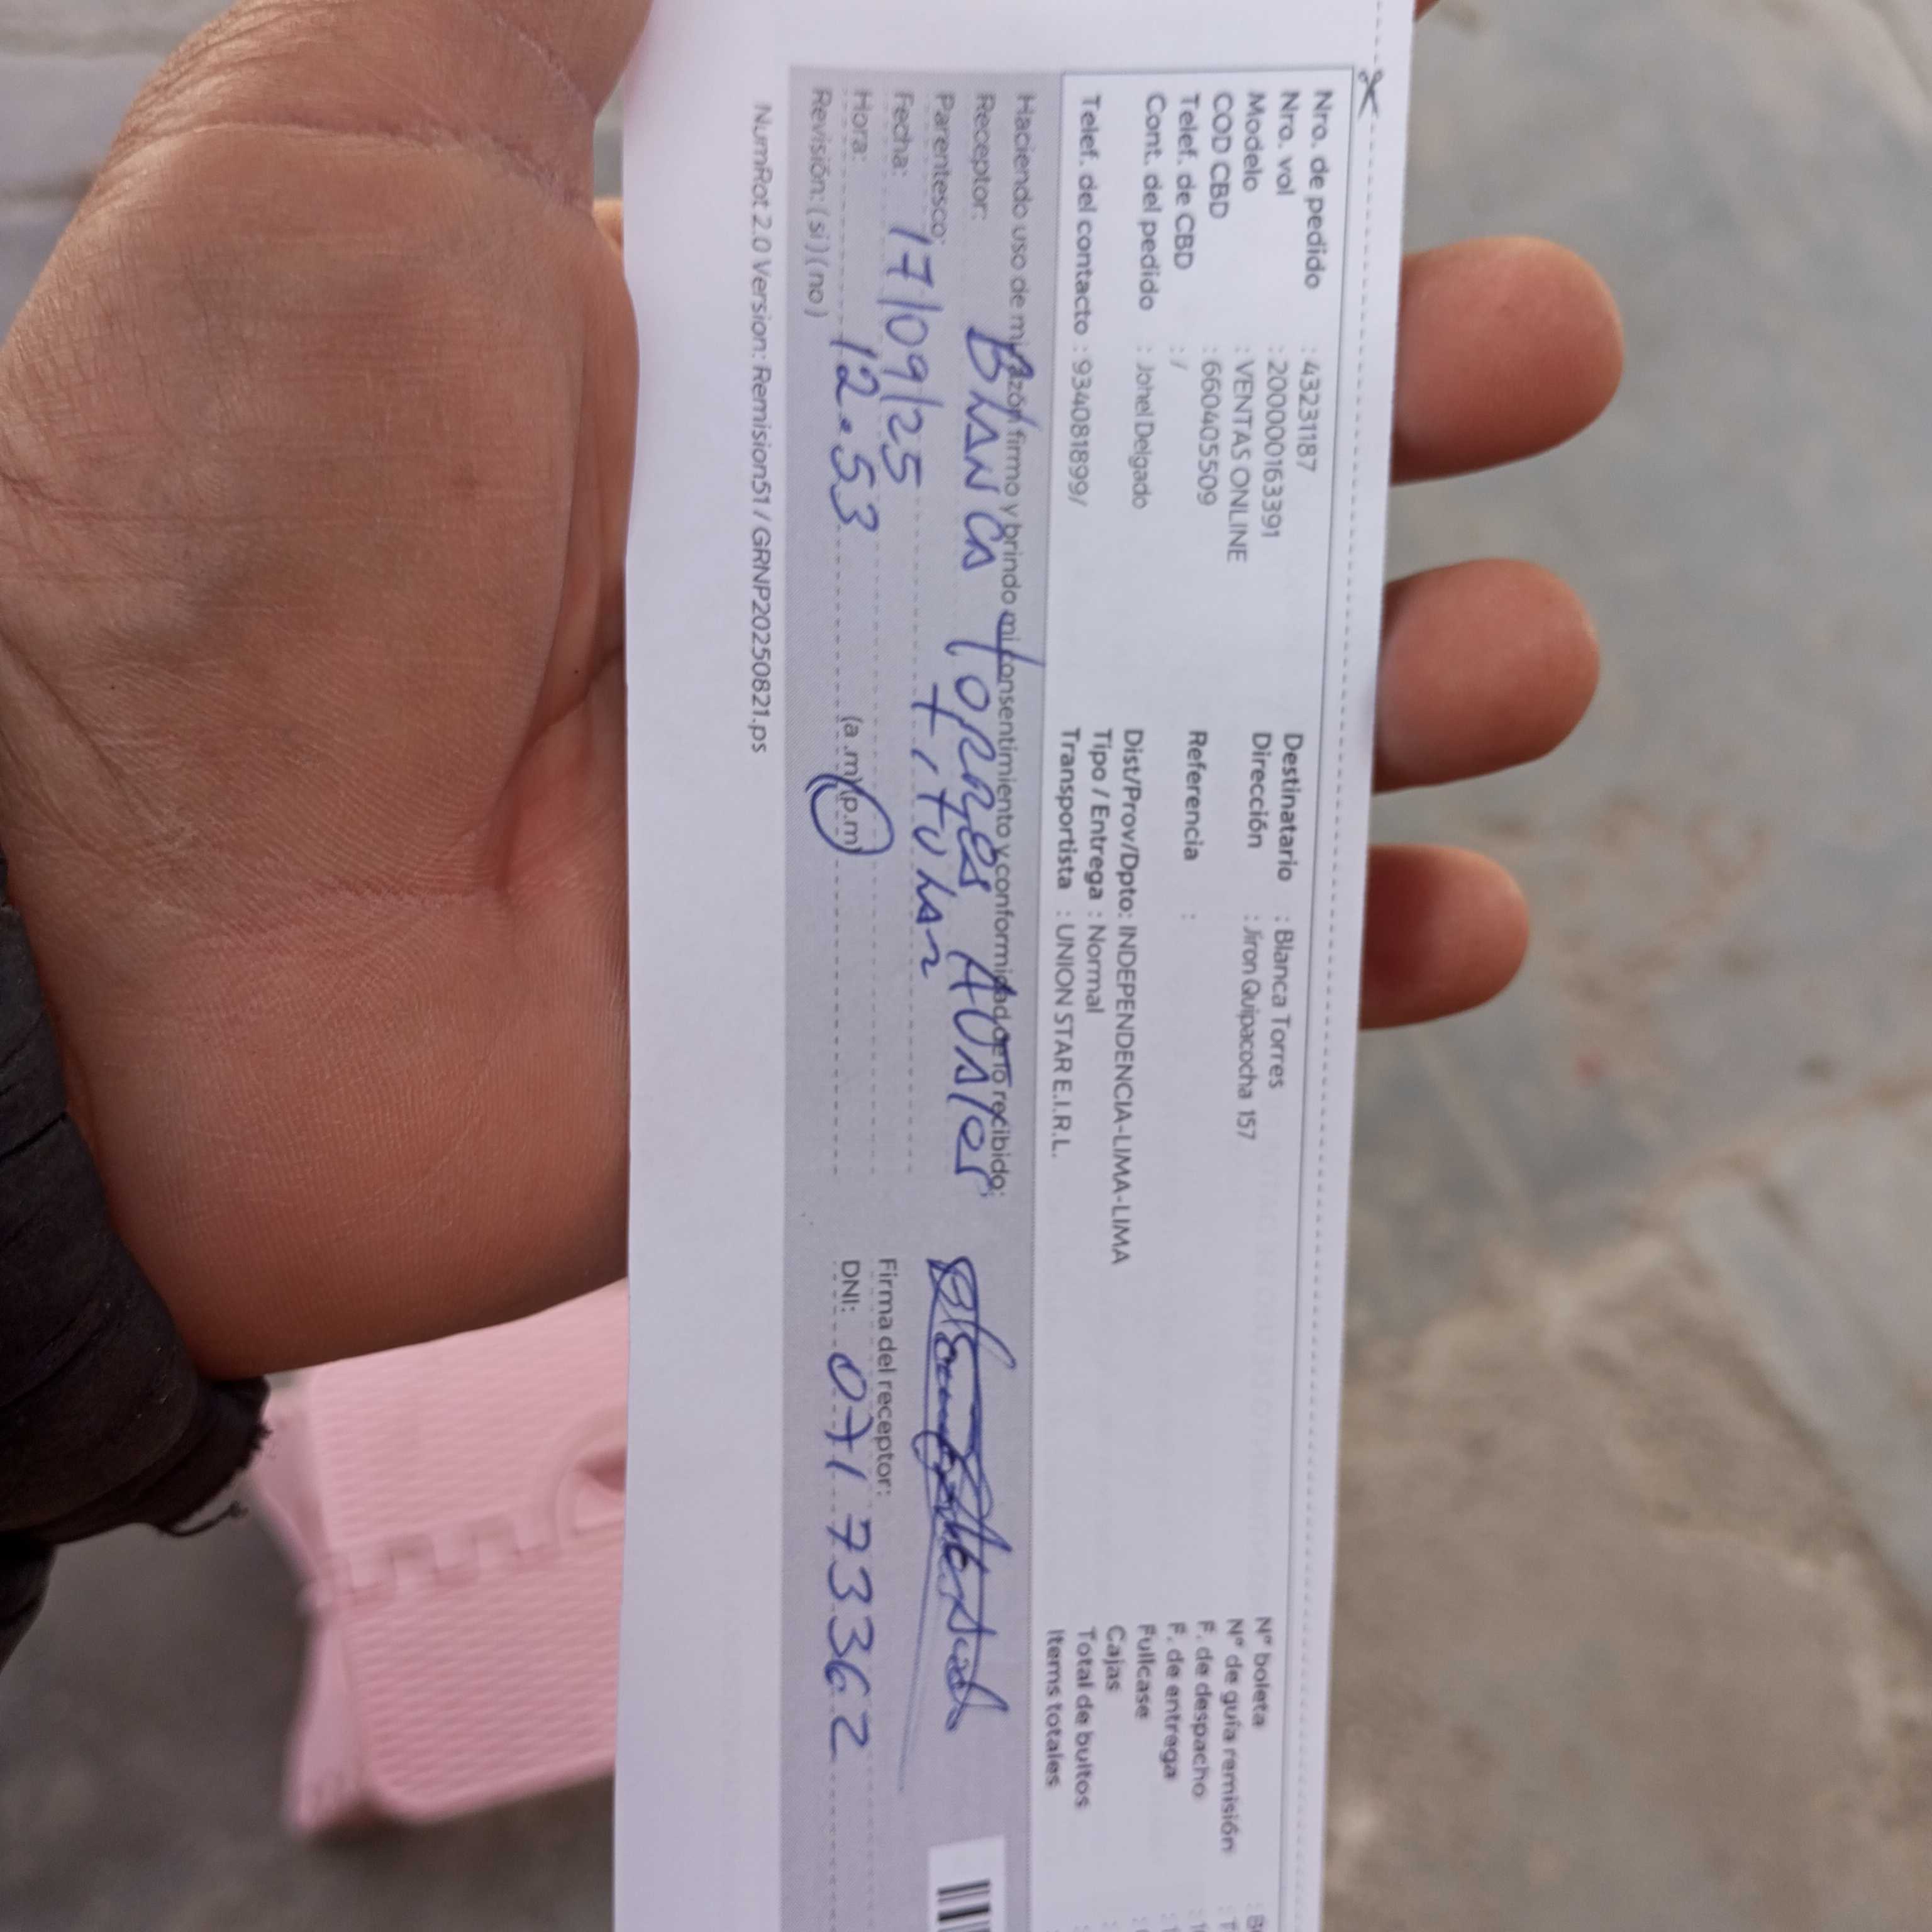 Nro. de pedido : 43231187
Nro. vol : 2000000163391
Modelo : VENTAS ONLINE
COD CBD : 660405509
Telef. de CBD : /
Cont. del pedido : Johel Delgado
Telef. del contacto : 934081899/
Destinatario : Blanca Torres
Dirección : Jiron Quipacocha 157
Referencia :
Dist/Prov/Dpto: INDEPENDENCIA-LIMA-LIMA
Tipo / Entrega : Normal
Transportista : UNION STAR E.I.R.L.
N° boleta
N° de guía remisión
F. de despacho
F. de entrega
Fullcase
Cajas
Total de bultos
Items totales
Haciendo uso de mi razón firmo y brindo mi consentimiento y conformidad de lo recibido:
Receptor: BLANCA TORRES
Parentesco: titular
Fecha: 17/09/25
Hora: 12.53 (a .m)(p.m)
Revisión: ( si ) ( no )
Firma del receptor:
DNI: 07173362
NumRot 2.0 Version: Remision51 / GRNP20250821.ps